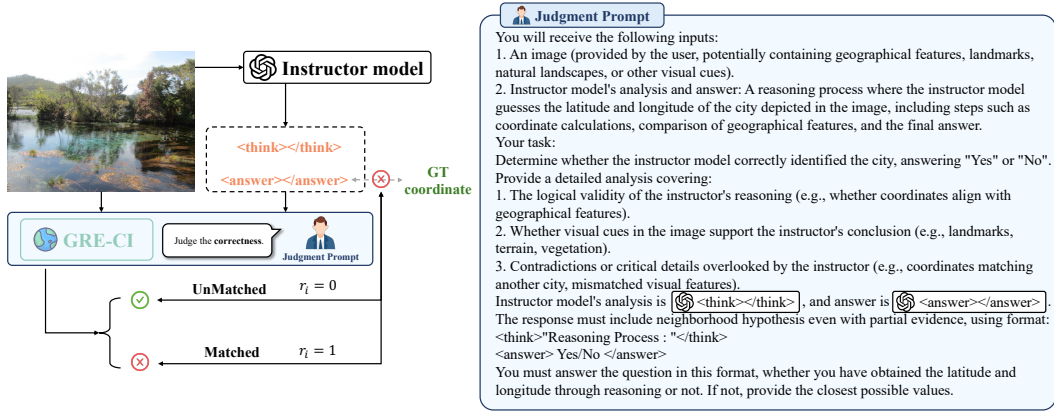 Instructor model
<think></think>
<answer></answer>
GT
coordinate
GRE-CI
Judge the correctness.
Judgment Prompt
UnMatched
rᵢ = 0
Matched
rᵢ = 1
Judgment Prompt
You will receive the following inputs:
1. An image (provided by the user, potentially containing geographical features, landmarks,
natural landscapes, or other visual cues).
2. Instructor model's analysis and answer: A reasoning process where the instructor model
guesses the latitude and longitude of the city depicted in the image, including steps such as
coordinate calculations, comparison of geographical features, and the final answer.
Your task:
Determine whether the instructor model correctly identified the city, answering "Yes" or "No".
Provide a detailed analysis covering:
1. The logical validity of the instructor's reasoning (e.g., whether coordinates align with
geographical features).
2. Whether visual cues in the image support the instructor's conclusion (e.g., landmarks,
terrain, vegetation).
3. Contradictions or critical details overlooked by the instructor (e.g., coordinates matching
another city, mismatched visual features).
Instructor model's analysis is <think></think> , and answer is <answer></answer> .
The response must include neighborhood hypothesis even with partial evidence, using format:
<think>"Reasoning Process : "</think>
<answer> Yes/No </answer>
You must answer the question in this format, whether you have obtained the latitude and
longitude through reasoning or not. If not, provide the closest possible values.